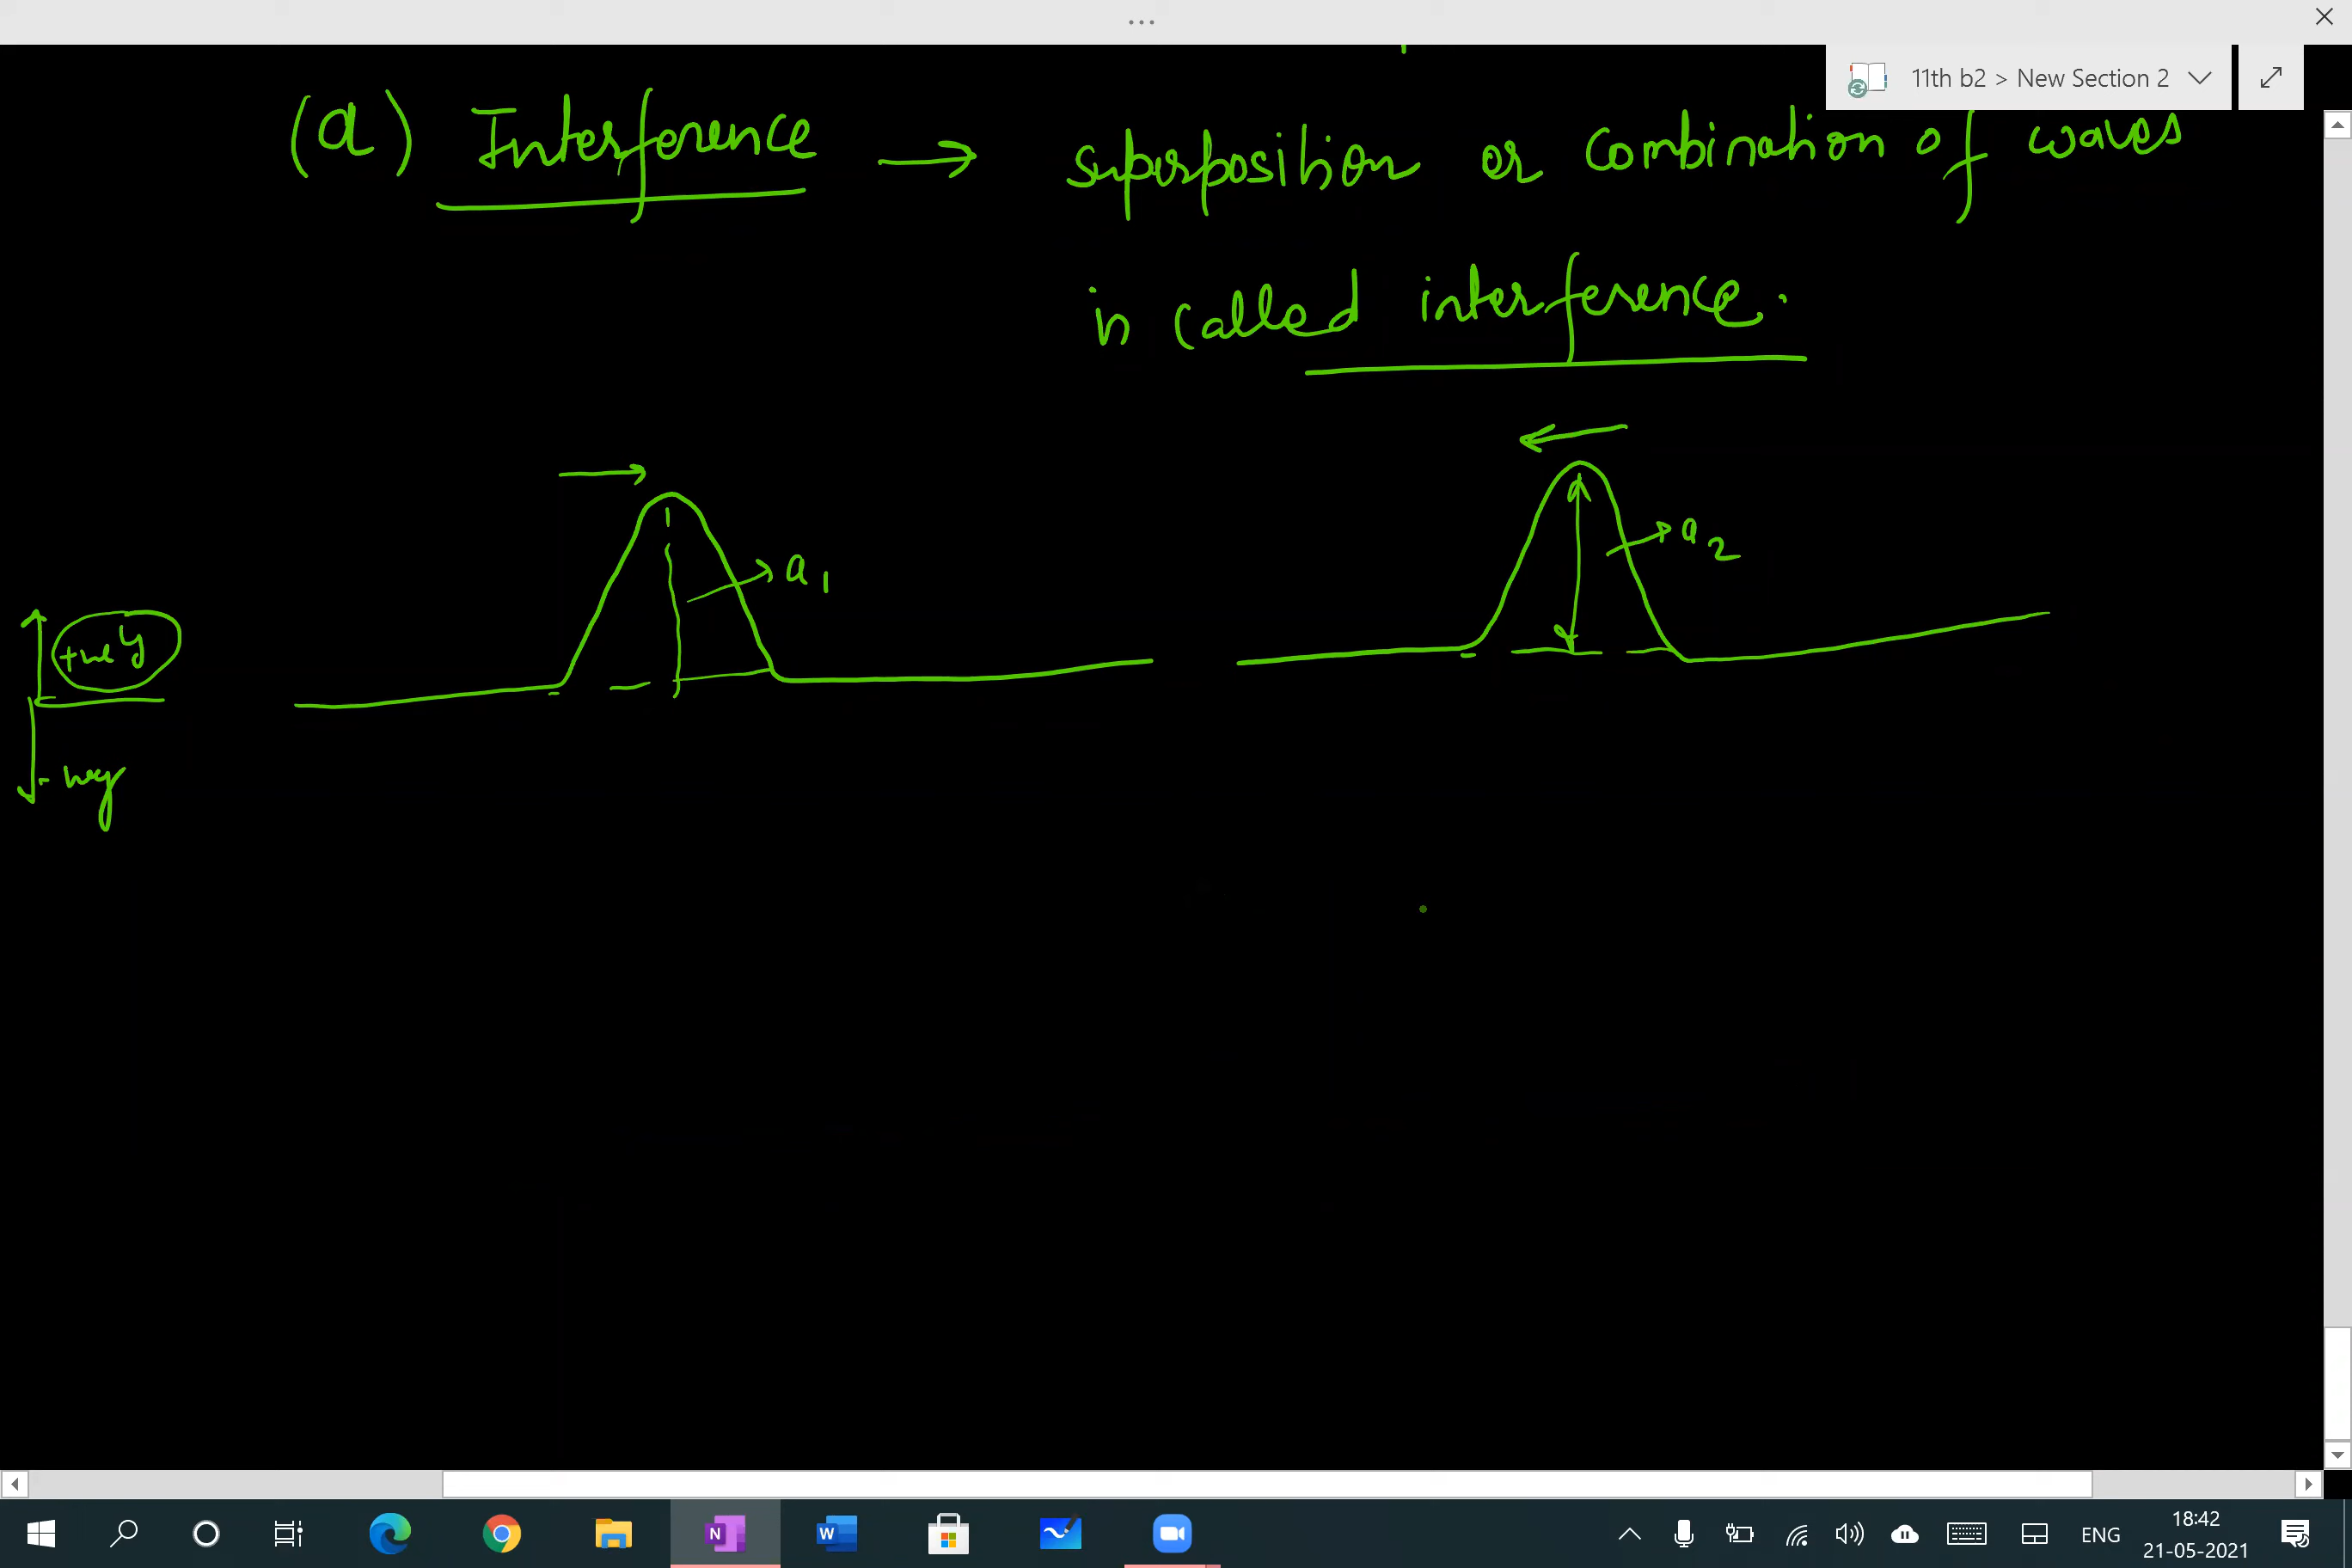 11th b2 > New Section 2
(a) Interference → superposition or combination of waves
is called interference.
a1
a2
+ve y
- neg
ENG
18:42
21-05-2021